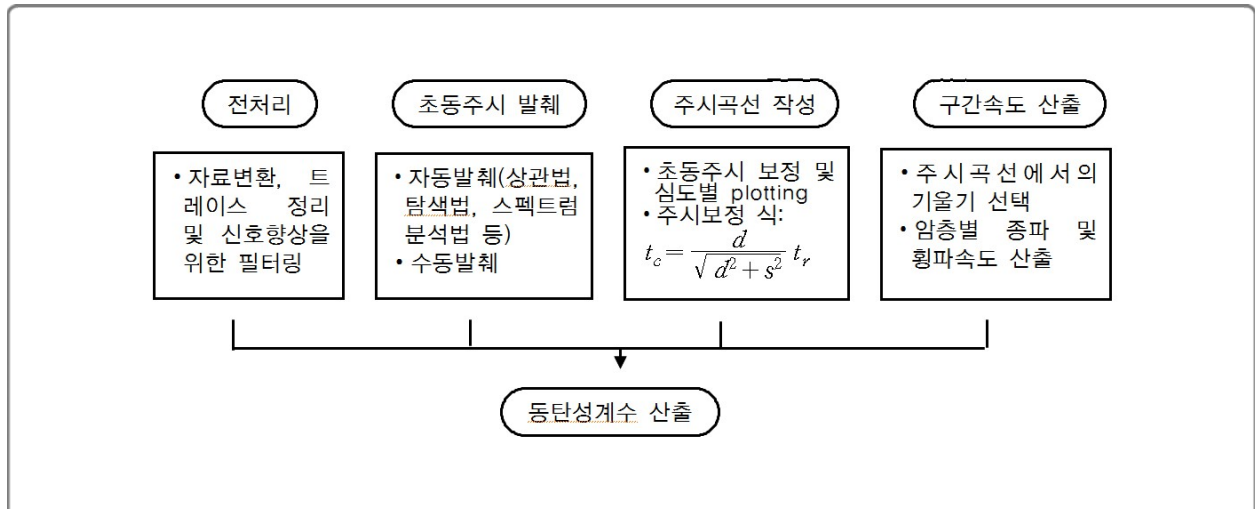 전처리
• 자료변환, 트
레이스 정리
및 신호향상을
위한 필터링
초동주시 발췌
• 자동발췌(상관법,
탐색법, 스펙트럼
분석법 등)
• 수동발췌
주시곡선 작성
• 초동주시 보정 및
심도별 plotting
• 주시보정 식:
t_c = d / √(d² + s²) t_r
구간속도 산출
• 주시곡선에서의
기울기 선택
• 암층별 종파 및
횡파속도 산출
동탄성계수 산출